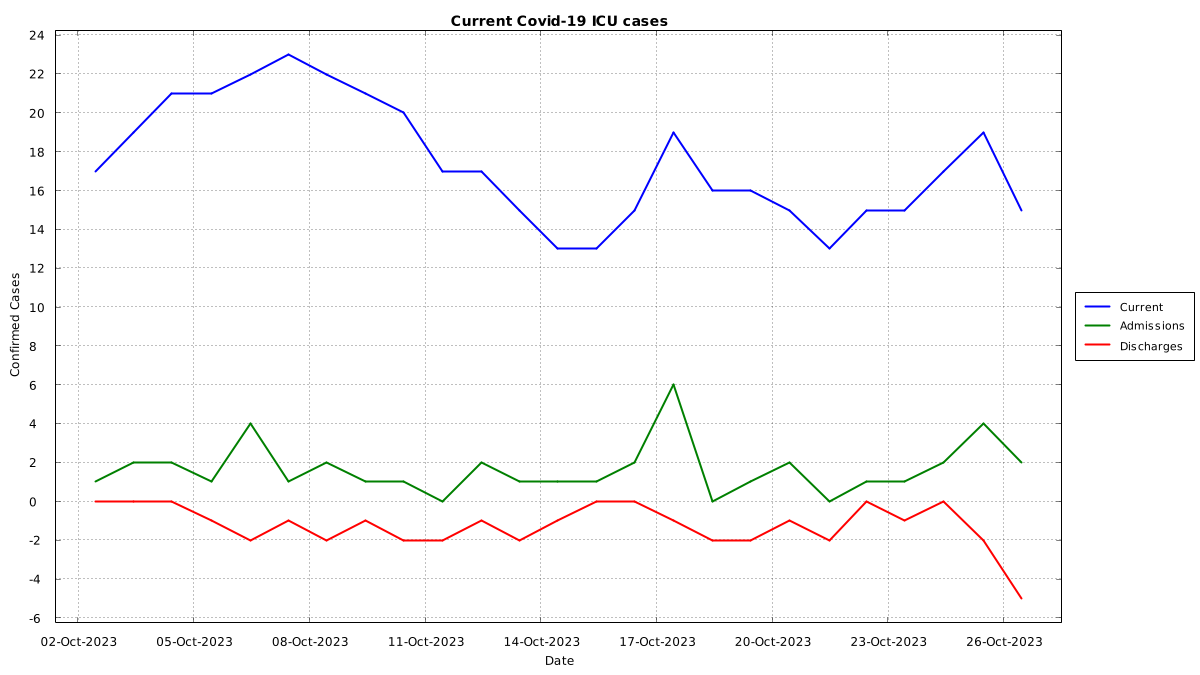 Current Covid-19 ICU cases
24
22
20
18
16
14
12
10
8
6
4
2
0
-2
-4
-6
Confirmed Cases
02-Oct-2023 05-Oct-2023 08-Oct-2023 11-Oct-2023 14-Oct-2023 17-Oct-2023 20-Oct-2023 23-Oct-2023 26-Oct-2023
Date
Current
Admissions
Discharges